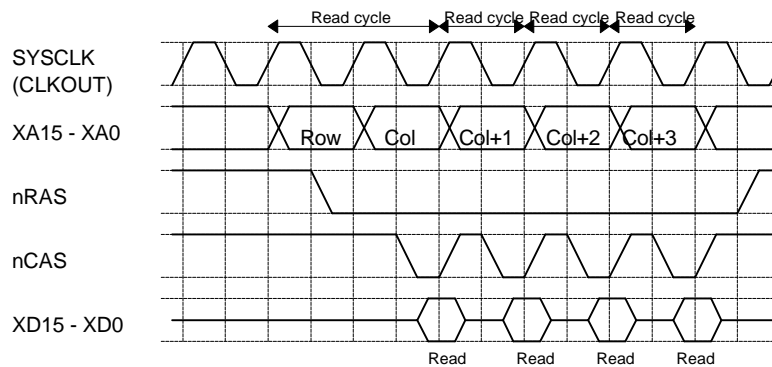 Read cycle Read cycle Read cycle Read cycle
SYSCLK
(CLKOUT)
XA15 - XA0 Row Col Col+1 Col+2 Col+3
nRAS
nCAS
XD15 - XD0
Read Read Read Read